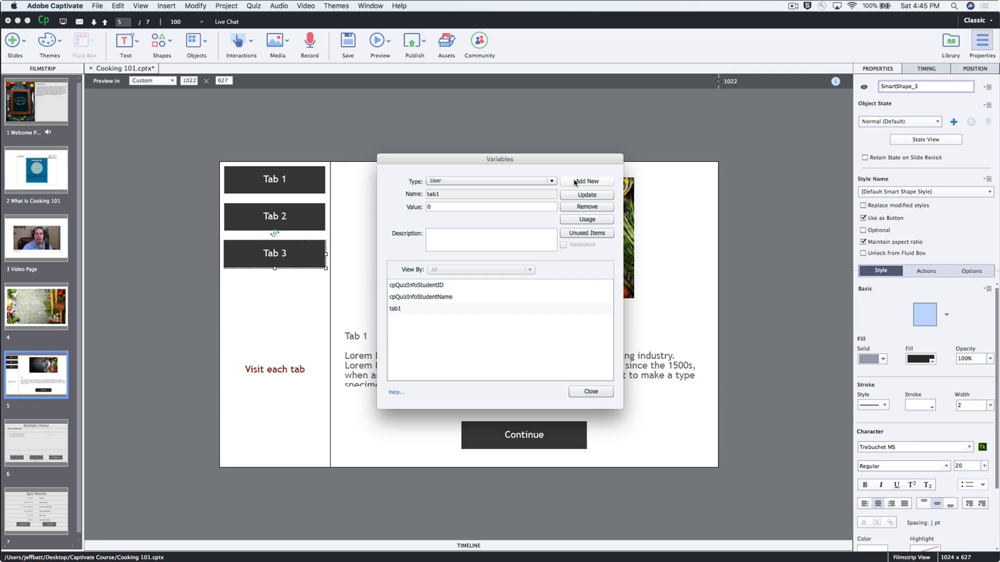 Adobe Captivate File Edit View Insert Modify Project Quiz Audio Video Themes Window Help 100% Sat 4:45 PM
Cp 5 / 7 100 Live Chat Classic
Slides Themes Fluid Box Text Shapes Objects Interactions Media Record Save Preview Publish Assets Community Library Properties
FILMSTRIP × Cooking 101.cptx* PROPERTIES TIMING POSITION
Preview in Custom 1022 × 627 1022
1 Welcome P...
2 What is Cooking 101
3 Video Page
4
5
Multiple Choice
6
Quiz Results
7
Tab 1
Tab 2
Tab 3
Visit each tab
Tab 1
Lorem
Lorem
when
specimen
ng industry.
since the 1500s,
t to make a type
Continue
Variables
Type: User Add New
Name: tab1 Update
Value: 0 Remove
Usage
Description: Unused Items
Geolocation
View By: All
cpQuizInfoStudentID
cpQuizInfoStudentName
tab1
Help... Close
SmartShape_3
Object State
Normal (Default)
State View
Retain State on Slide Revisit
Style Name
[Default Smart Shape Style]
Replace modified styles
Use as Button
Optional
Maintain aspect ratio
Unlock from Fluid Box
Style Actions Options
Basic
Fill
Solid Fill Opacity
100%
Stroke
Style Stroke Width
2
Character
Trebuchet MS Tk
Regular 20
B I U T2 T2
Spacing: 1 pt
Color Highlight
TIMELINE
/Users/jeffbatt/Desktop/Captivate Course/Cooking 101.cptx Filmstrip View 1024 x 627